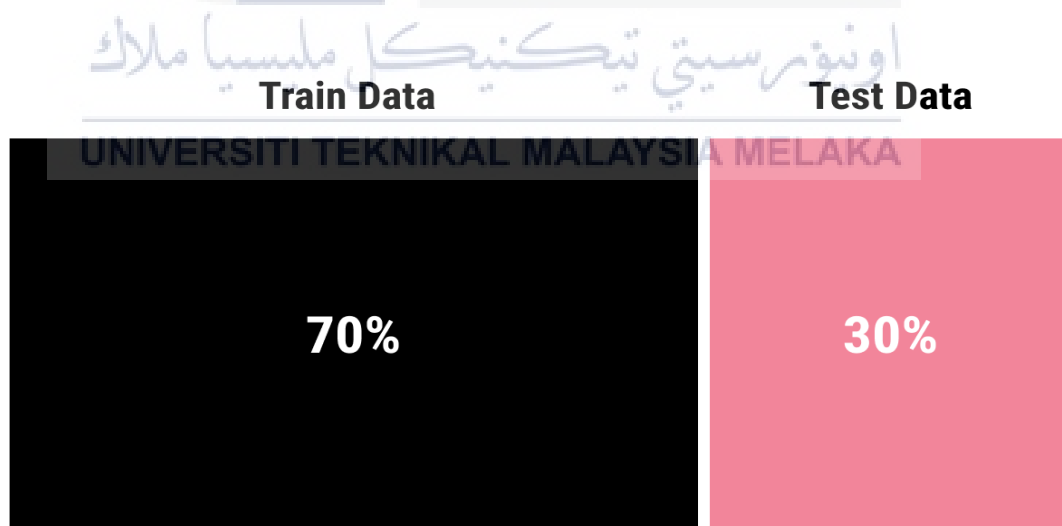 اونيۏرسيتي تيكنيكل مليسيا ملاك
Train Data
Test Data
UNIVERSITI TEKNIKAL MALAYSIA MELAKA
70%
30%